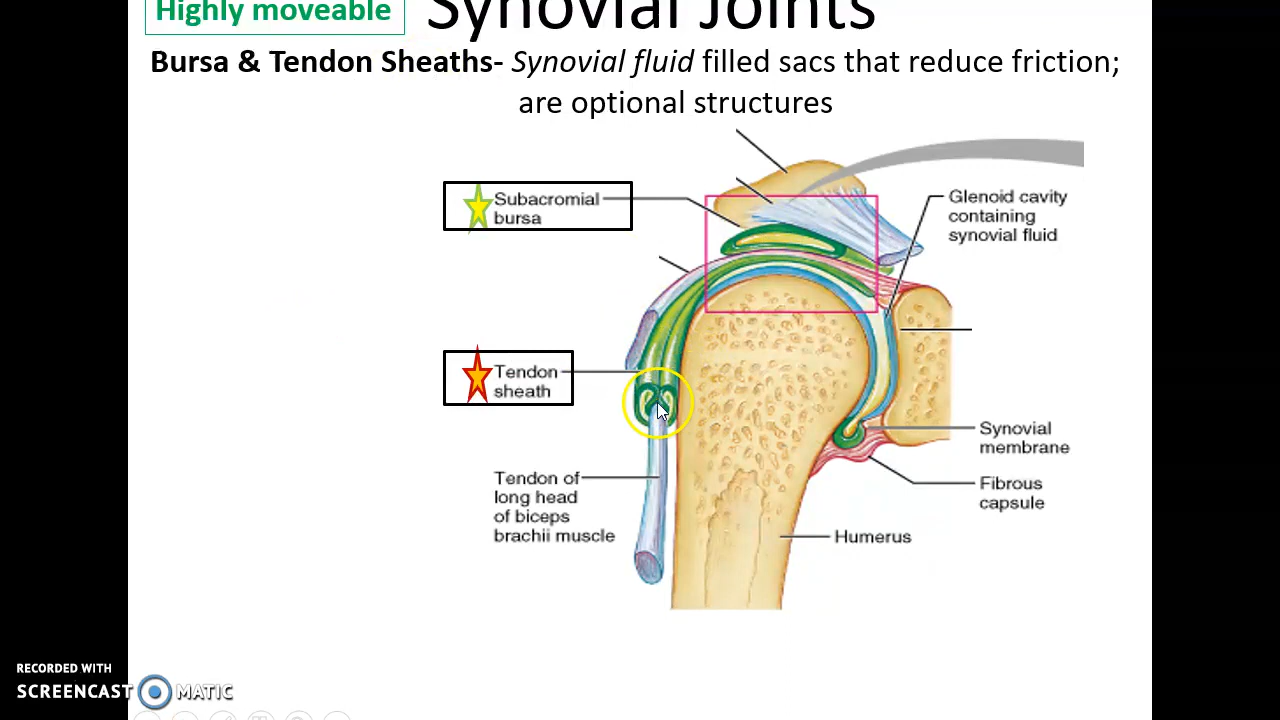 Highly moveable
Synovial Joints
Bursa & Tendon Sheaths- Synovial fluid filled sacs that reduce friction;
are optional structures
Subacromial
bursa
Glenoid cavity
containing
synovial fluid
Tendon
sheath
Synovial
membrane
Tendon of
long head
of biceps
brachii muscle
Fibrous
capsule
Humerus
RECORDED WITH
SCREENCAST MATIC